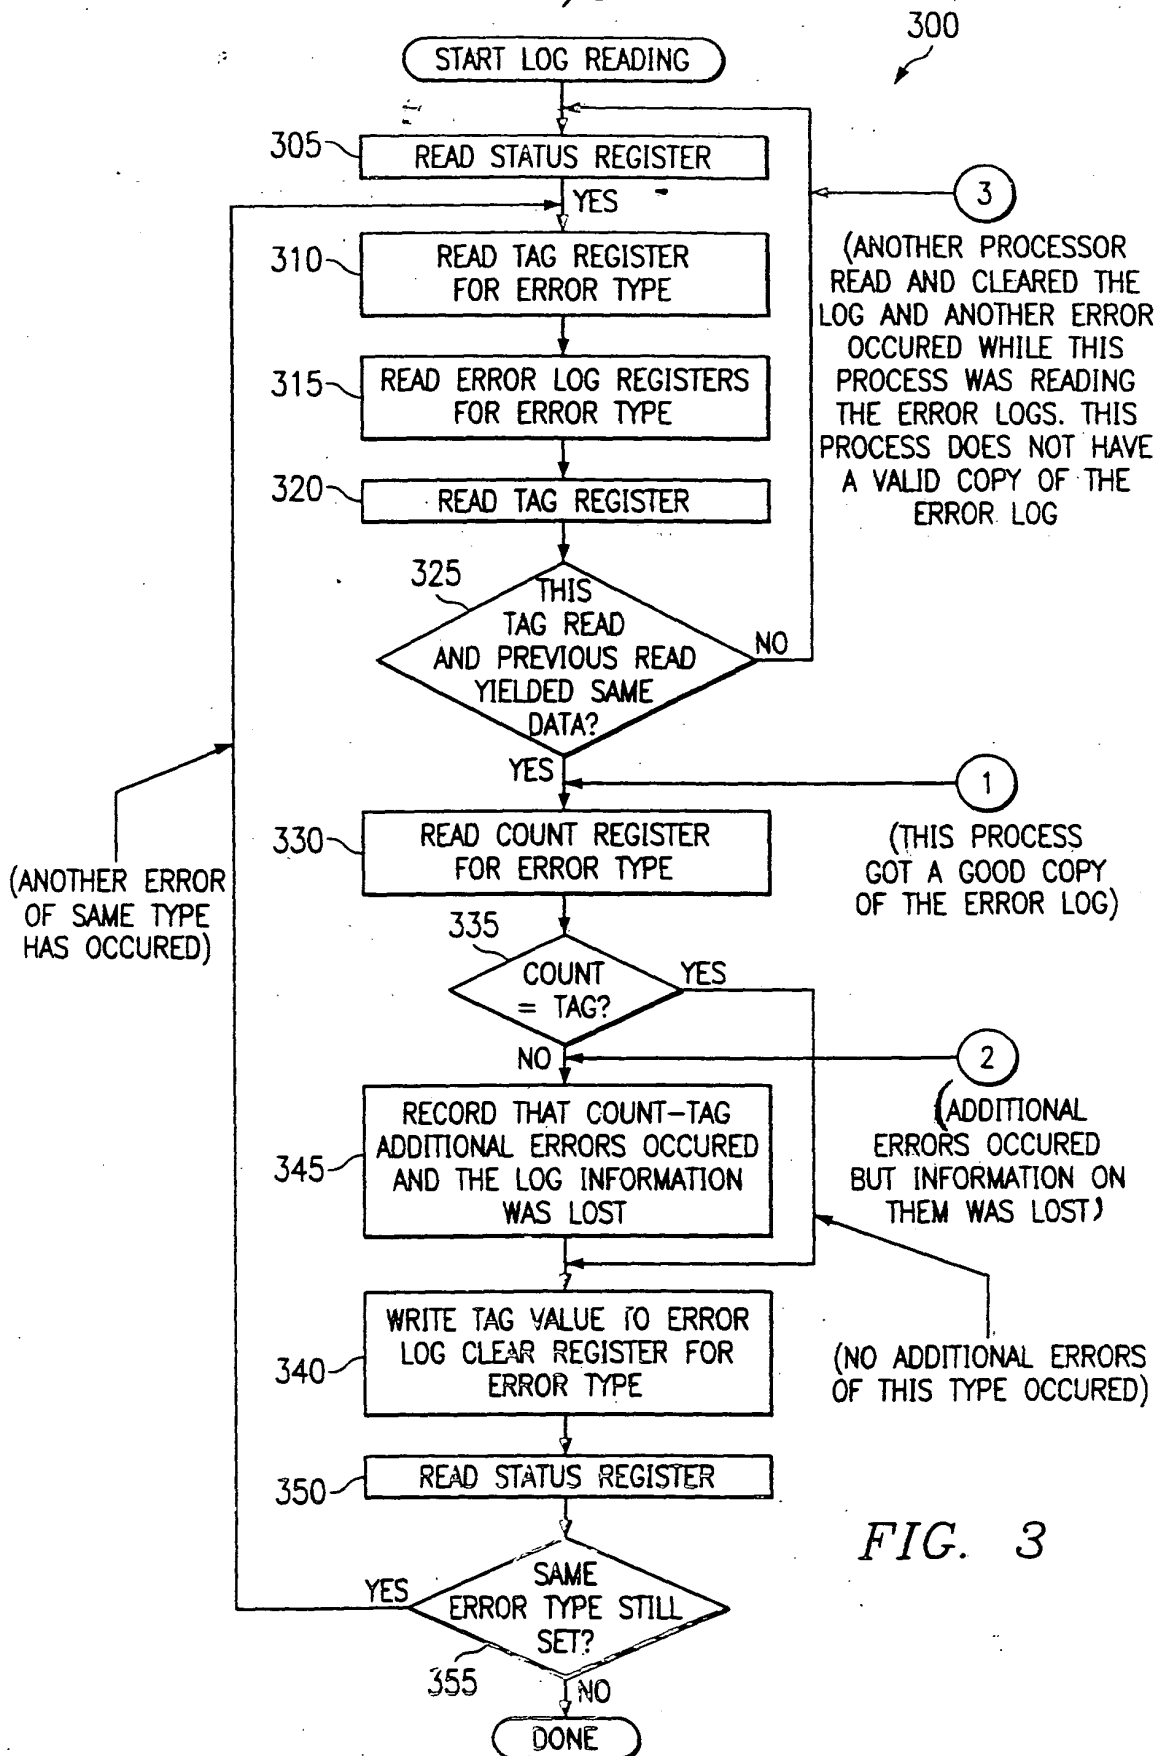 300
START LOG READING
305
READ STATUS REGISTER
YES
3
310
READ TAG REGISTER
FOR ERROR TYPE
(ANOTHER PROCESSOR
READ AND CLEARED THE
LOG AND ANOTHER ERROR
OCCURED WHILE THIS
PROCESS WAS READING
THE ERROR LOGS. THIS
PROCESS DOES NOT HAVE
A VALID COPY OF THE
ERROR LOG
315
READ ERROR LOG REGISTERS
FOR ERROR TYPE
320
READ TAG REGISTER
325
THIS
TAG READ
AND PREVIOUS READ
YIELDED SAME
DATA?
NO
YES
1
330
READ COUNT REGISTER
FOR ERROR TYPE
(THIS PROCESS
GOT A GOOD COPY
OF THE ERROR LOG)
(ANOTHER ERROR
OF SAME TYPE
HAS OCCURED)
335
COUNT
= TAG?
YES
NO
2
345
RECORD THAT COUNT-TAG
ADDITIONAL ERRORS OCCURED
AND THE LOG INFORMATION
WAS LOST
(ADDITIONAL
ERRORS OCCURED
BUT INFORMATION ON
THEM WAS LOST)
340
WRITE TAG VALUE TO ERROR
LOG CLEAR REGISTER FOR
ERROR TYPE
(NO ADDITIONAL ERRORS
OF THIS TYPE OCCURED)
350
READ STATUS REGISTER
FIG. 3
YES
SAME
ERROR TYPE STILL
SET?
355
NO
DONE